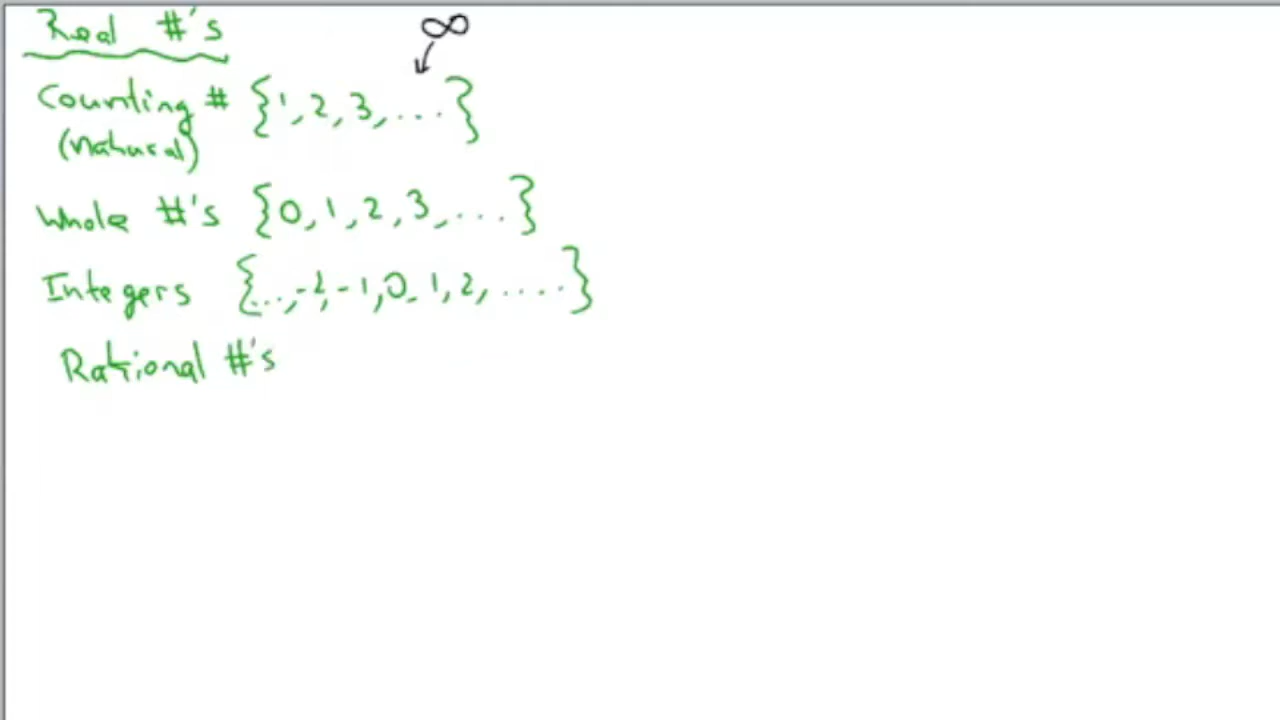 Real #'s
∞
Counting # {1, 2, 3, ...}
(natural)
Whole #'s {0, 1, 2, 3, ....}
Integers {..., -2, -1, 0, 1, 2, .....}
Rational #'s